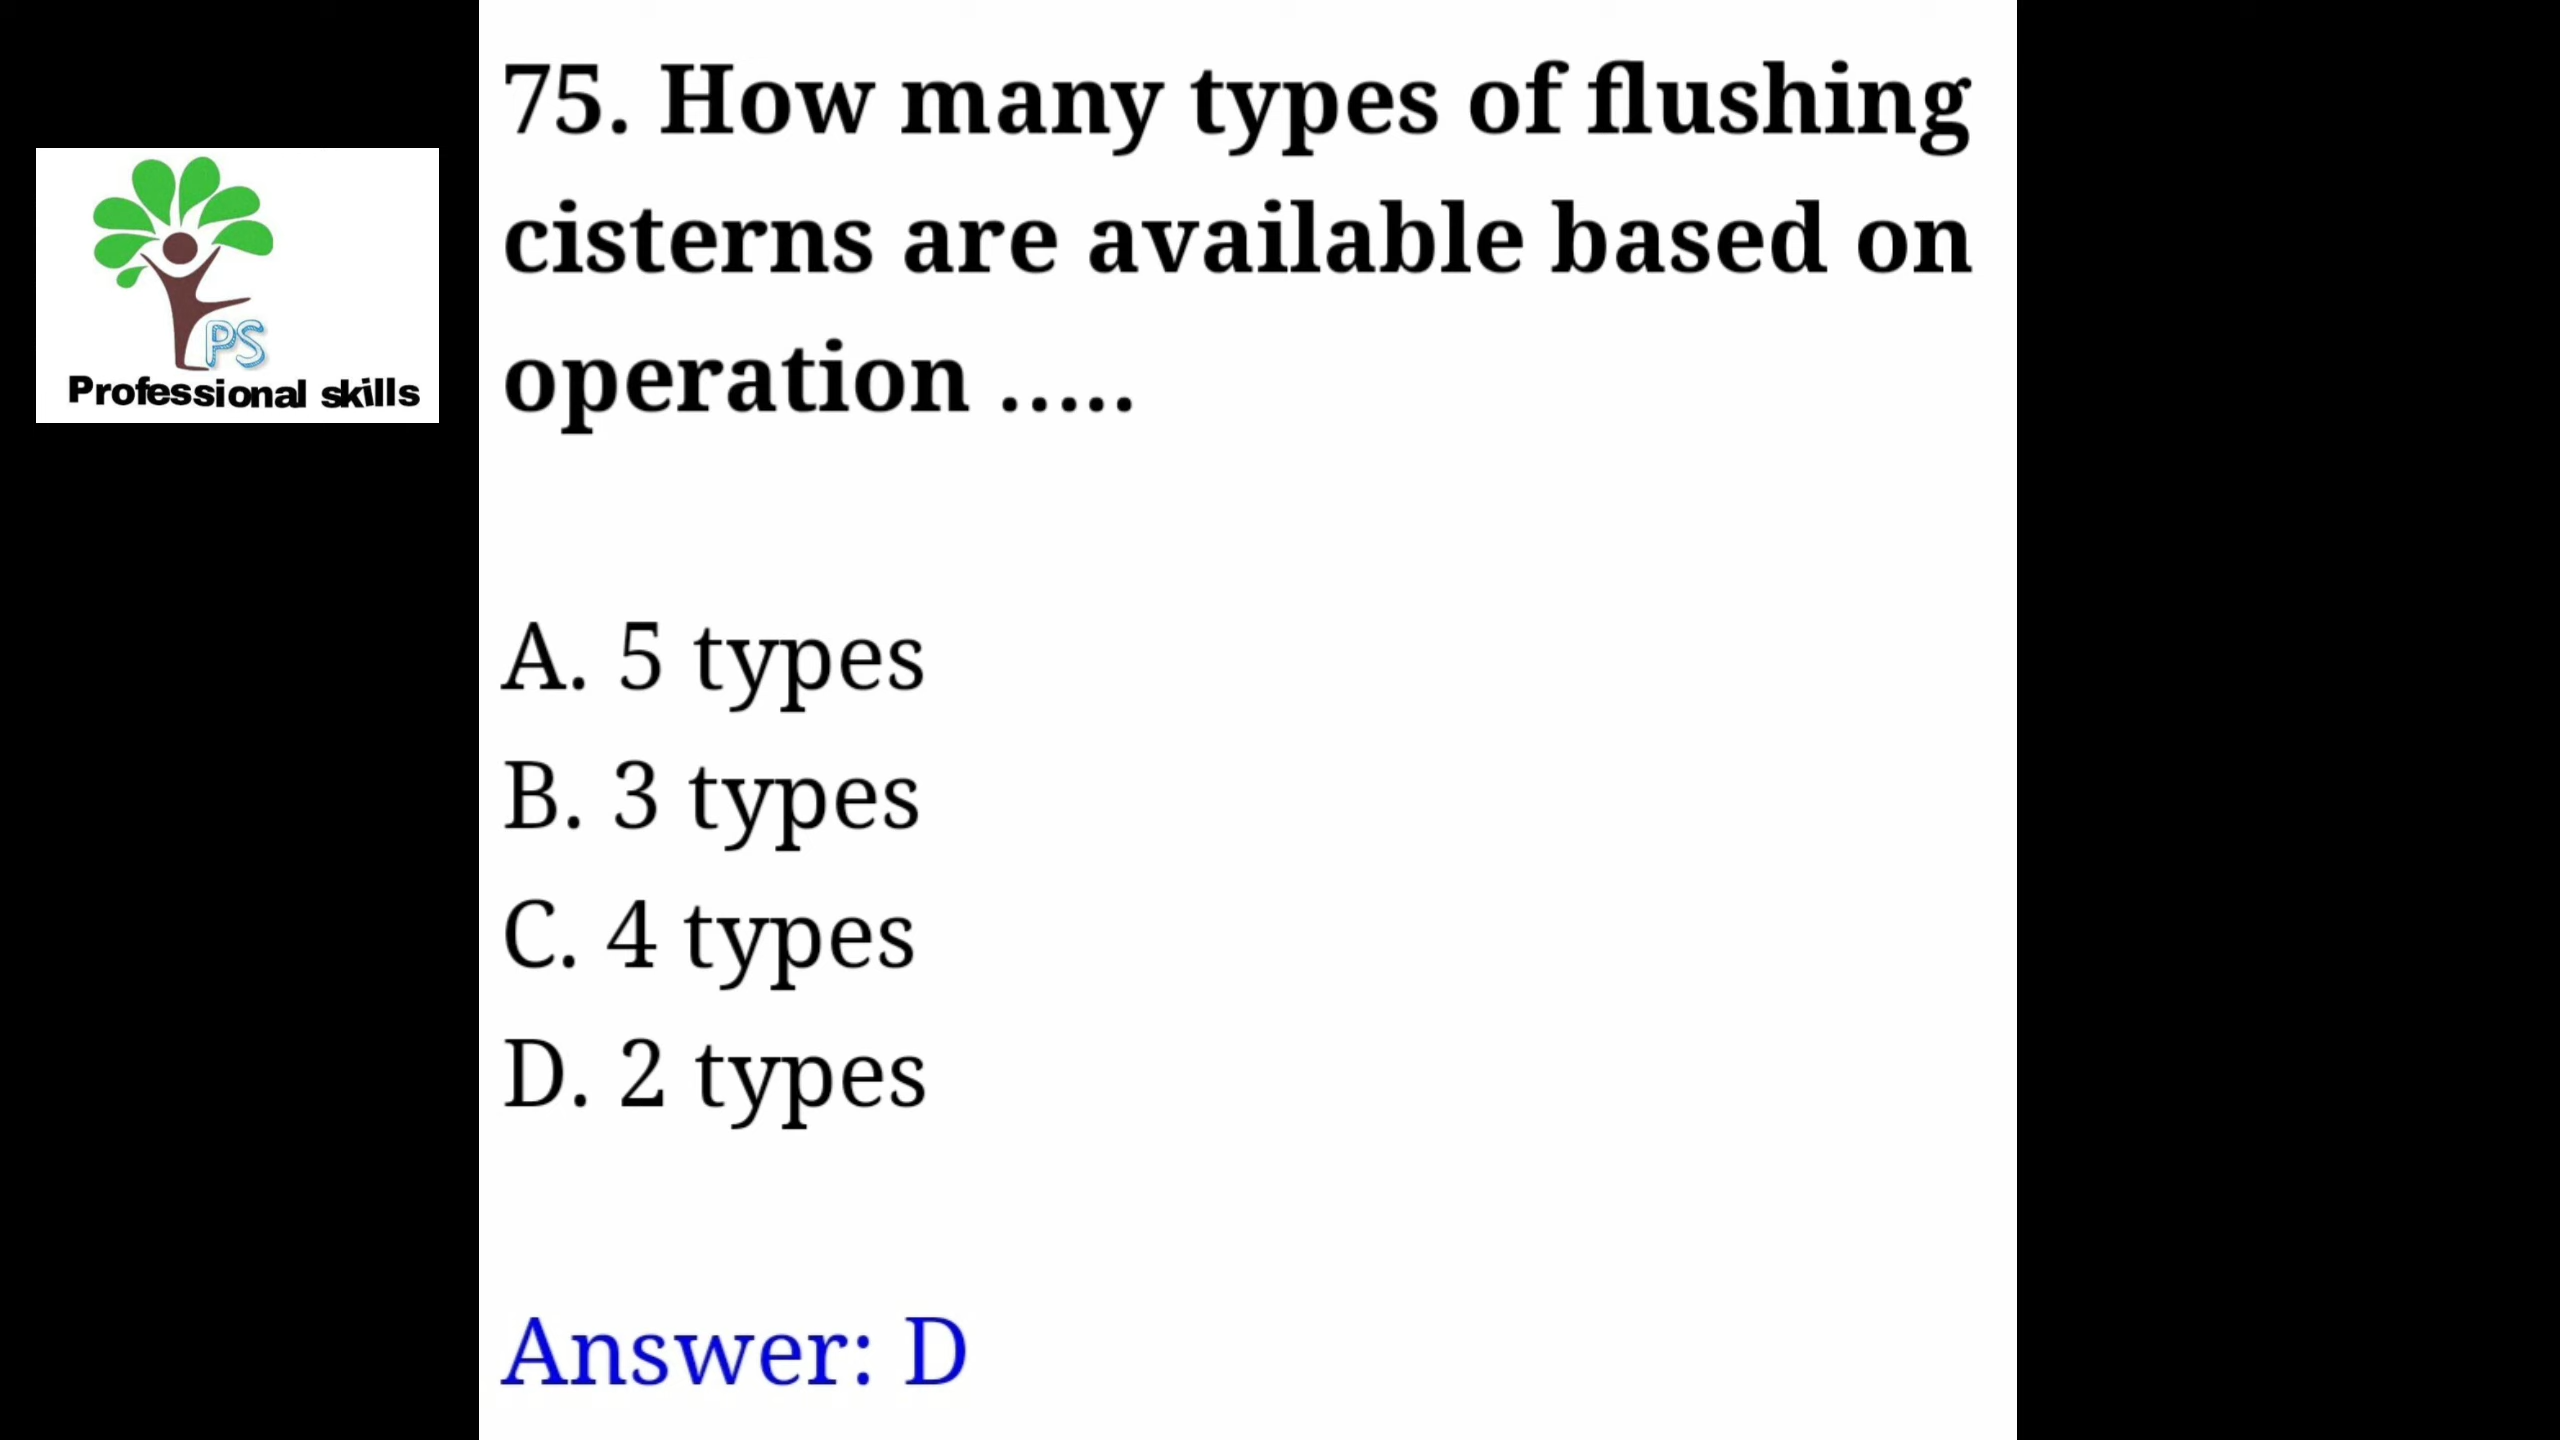 75. How many types of flushing
cisterns are available based on
operation .....
A. 5 types
B. 3 types
C. 4 types
D. 2 types
Answer: D
PS
Professional skills